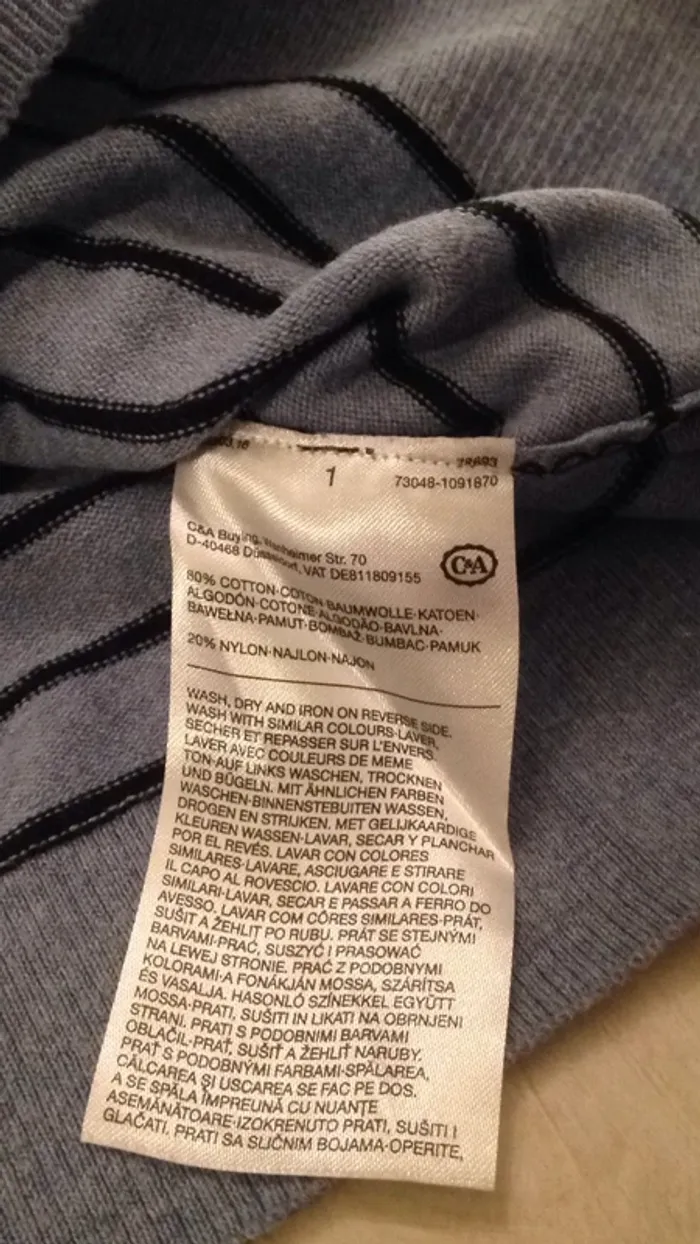 03.16
1
73048-1091870
C&A Buying, Wanheimer Str. 70
D-40468 Düsseldorf, VAT DE811809155
C&A
80% COTTON·COTON·BAUMWOLLE·KATOEN·
ALGODÓN·COTONE·ALGODÃO·BAVLNA·
BAWEŁNA·PAMUT·BOMBAŽ·BUMBAC·PAMUK
20% NYLON·NAJLON·NAJON
WASH, DRY AND IRON ON REVERSE SIDE.
WASH WITH SIMILAR COLOURS·LAVER,
SECHER ET REPASSER SUR L'ENVERS.
LAVER AVEC COULEURS DE MEME
TON·AUF LINKS WASCHEN, TROCKNEN
UND BÜGELN. MIT ÄHNLICHEN FARBEN
WASCHEN·BINNENSTEBUITEN WASSEN,
DROGEN EN STRIJKEN. MET GELIJKAARDIGE
KLEUREN WASSEN·LAVAR, SECAR Y PLANCHAR
POR EL REVÉS. LAVAR CON COLORES
SIMILARES·LAVARE, ASCIUGARE E STIRARE
IL CAPO AL ROVESCIO. LAVARE CON COLORI
SIMILARI·LAVAR, SECAR E PASSAR A FERRO DO
AVESSO. LAVAR COM CÔRES SIMILARES·PRÁT,
SUŠIT A ŽEHLIT PO RUBU. PRÁT SE STEJNÝMI
BARVAMI·PRAĆ, SUSZYĆ I PRASOWAĆ
NA LEWEJ STRONIE. PRAĆ Z PODOBNYMI
KOLORAMI·A FONÁKJÁN MOSSA, SZÁRÍTSA
ÉS VASALJA. HASONLÓ SZÍNEKKEL EGYÜTT
MOSSA·PRATI, SUŠITI IN LIKATI NA OBRNJENI
STRANI. PRATI S PODOBNIMI BARVAMI
OBLAČIL·PRAŤ, SUŠIŤ A ŽEHLIŤ NARUBY.
PRAŤ S PODOBNÝMI FARBAMI·SPĂLAREA,
CĂLCAREA ȘI USCAREA SE FAC PE DOS.
A SE SPĂLA ÎMPREUNĂ CU NUANȚE
ASEMĂNĂTOARE·IZOKRENUTO PRATI, SUŠITI I
GLAČATI. PRATI SA SLIČNIM BOJAMA·OPERITE,